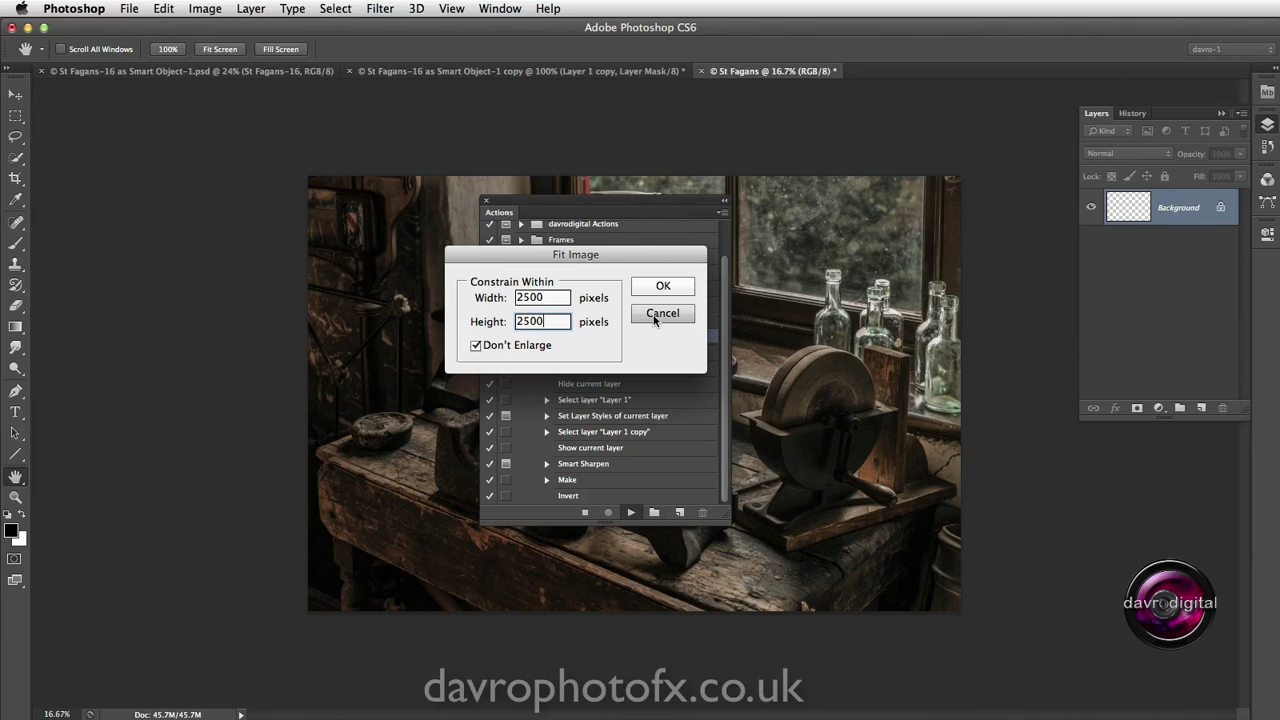 Photoshop File Edit Image Layer Type Select Filter 3D View Window Help
Adobe Photoshop CS6
Scroll All Windows 100% Fit Screen Fill Screen davro-1
© St Fagans-16 as Smart Object-1.psd @ 24% (St Fagans-16, RGB/8) © St Fagans-16 as Smart Object-1 copy @ 100% (Layer 1 copy, Layer Mask/8) * © St Fagans @ 16.7% (RGB/8) *
Mb
Layers History
Kind
Normal Opacity: 100%
Lock: Fill: 100%
Background
Actions
davrodigital Actions
Frames
Fit Image
Constrain Within
Width: 2500 pixels
Height: 2500 pixels
Don't Enlarge
OK
Cancel
Hide current layer
Select layer "Layer 1"
Set Layer Styles of current layer
Select layer "Layer 1 copy"
Show current layer
Smart Sharpen
Make
Invert
davrodigital
davrophotofx.co.uk
16.67% Doc: 45.7M/45.7M